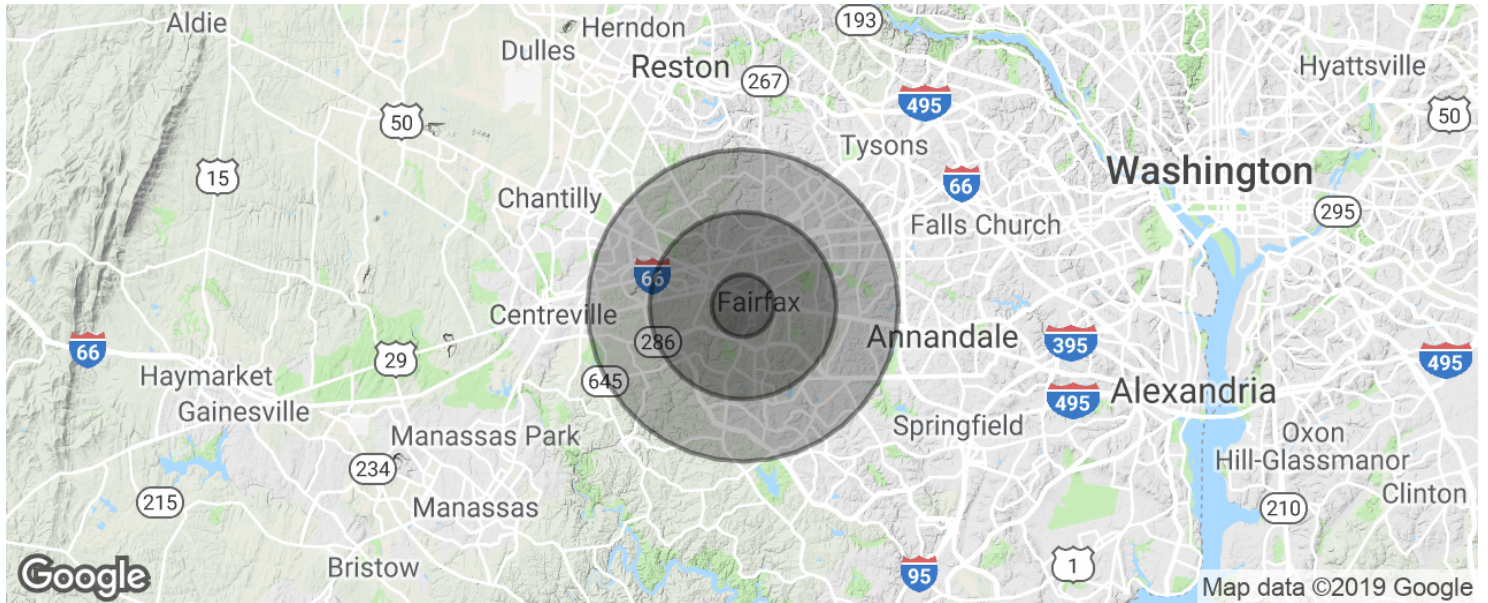 Aldie
Herndon
193
Dulles
Reston
267
Hyattsville
495
50
50
Tysons
15
Chantilly
66
Washington
Falls Church
295
66
Fairfax
Centreville
286
Annandale
395
66
29
645
495
Haymarket
Gainesville
495
Alexandria
Manassas Park
Springfield
Oxon
Hill-Glassmanor
234
215
Manassas
210
Clinton
Bristow
95
1
Google
Map data ©2019 Google